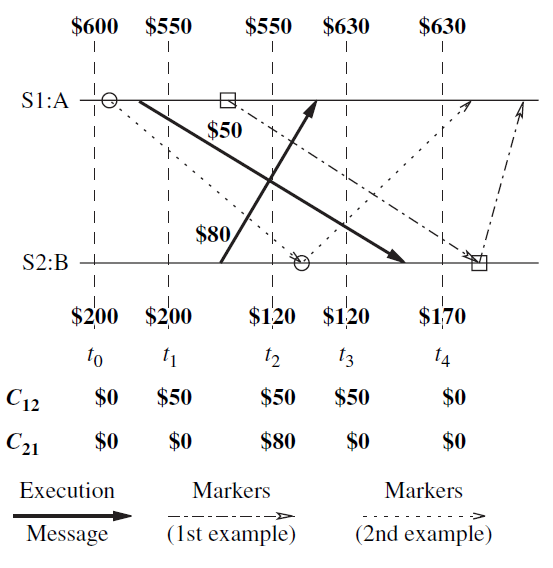 $600 $550 $550 $630 $630
S1:A
$50
$80
S2:B
$200 $200 $120 $120 $170
t0 t1 t2 t3 t4
C12 $0 $50 $50 $50 $0
C21 $0 $0 $80 $0 $0
Execution Markers Markers
Message (1st example) (2nd example)